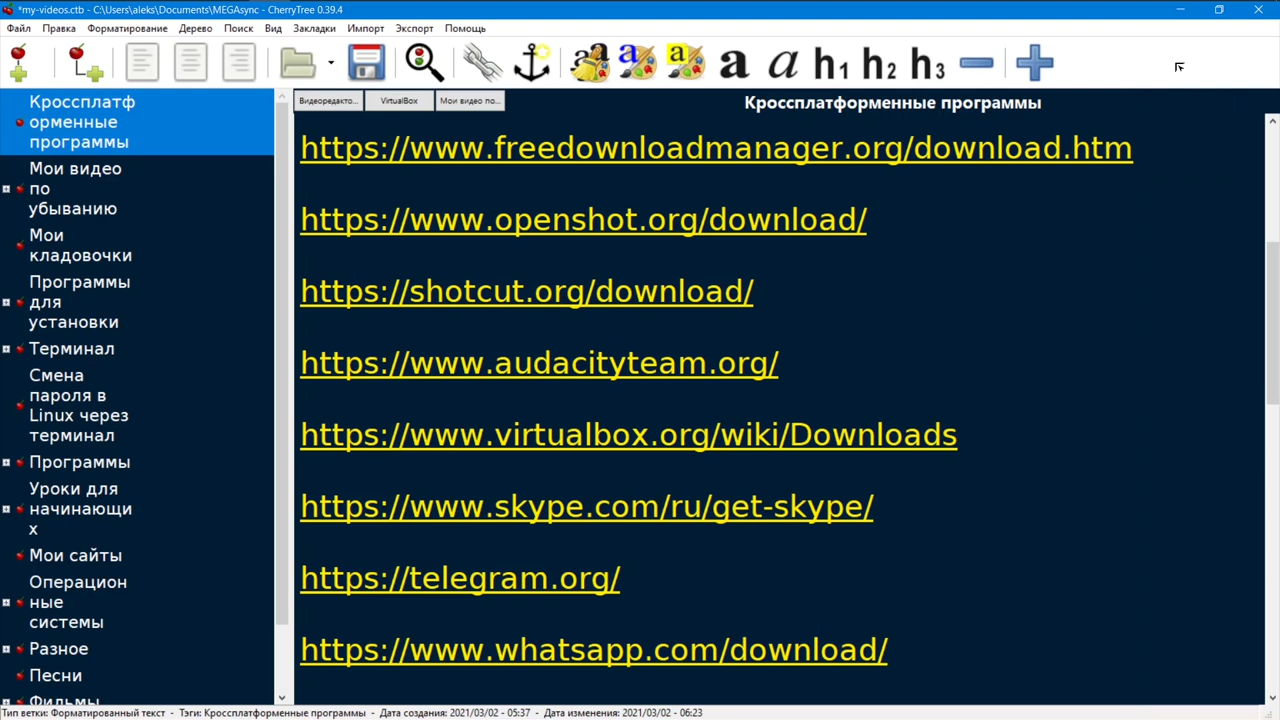 *my-videos.ctb - C:\Users\aleks\Documents\MEGAsync - CherryTree 0.39.4
Файл Правка Форматирование Дерево Поиск Вид Закладки Импорт Экспорт Помощь
a a a a a h1 h2 h3
Кроссплатф
орменные
программы
Мои видео
по
убыванию
Мои
кладовочки
Программы
для
установки
Терминал
Смена
пароля в
Linux через
терминал
Программы
Уроки для
начинающи
х
Мои сайты
Операцион
ные
системы
Разное
Песни
Фильмы
Видеоредакто... VirtualBox Мои видео по... Кроссплатформенные программы
https://www.freedownloadmanager.org/download.htm
https://www.openshot.org/download/
https://shotcut.org/download/
https://www.audacityteam.org/
https://www.virtualbox.org/wiki/Downloads
https://www.skype.com/ru/get-skype/
https://telegram.org/
https://www.whatsapp.com/download/
Тип ветки: Форматированный текст - Тэги: Кроссплатформенные программы - Дата создания: 2021/03/02 - 05:37 - Дата изменения: 2021/03/02 - 06:23